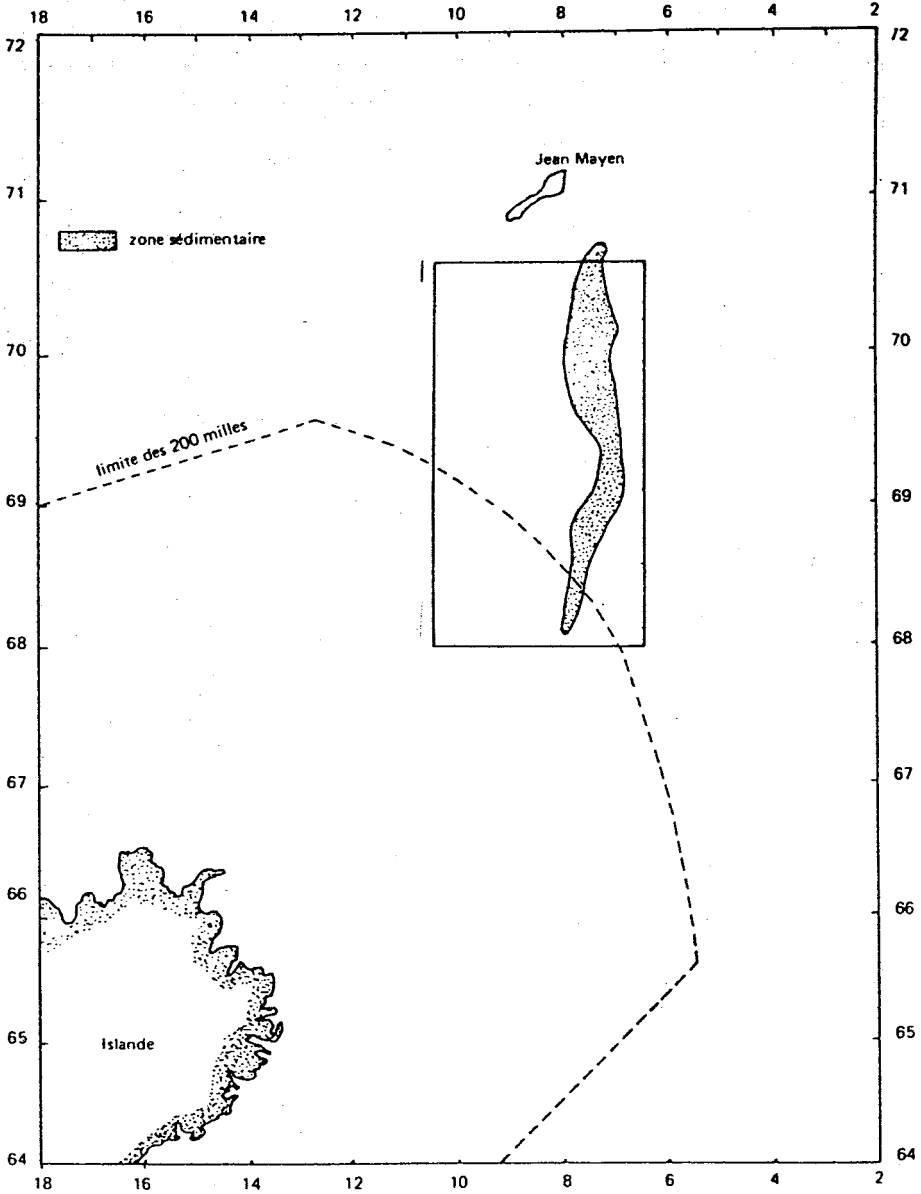 18 16 14 12 10 8 6 4 2
72 72
Jean Mayen
71 71
zone sédimentaire
70 70
limite des 200 milles
69 69
68 68
67 67
66 66
65 65
Islande
64 64
18 16 14 12 10 8 6 4 2